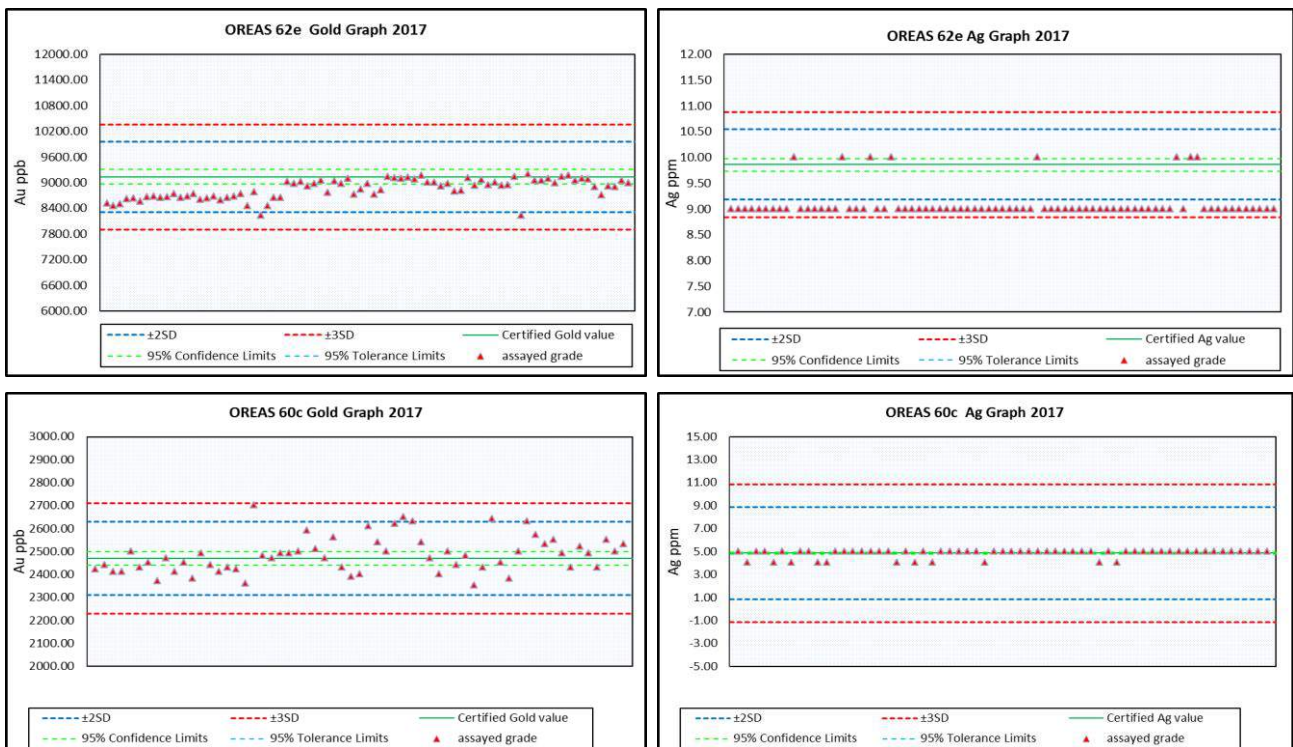 OREAS 62e Gold Graph 2017
12000.00
11400.00
10800.00
10200.00
9600.00
9000.00
8400.00
7800.00
7200.00
6600.00
6000.00
Au ppb
±2SD
±3SD
Certified Gold value
95% Confidence Limits
95% Tolerance Limits
assayed grade
OREAS 62e Ag Graph 2017
12.00
11.50
11.00
10.50
10.00
9.50
9.00
8.50
8.00
7.50
7.00
Ag ppm
±2SD
±3SD
Certified Ag value
95% Confidence Limits
95% Tolerance Limits
assayed grade
OREAS 60c Gold Graph 2017
3000.00
2900.00
2800.00
2700.00
2600.00
2500.00
2400.00
2300.00
2200.00
2100.00
2000.00
Au ppb
±2SD
±3SD
Certified Gold value
95% Confidence Limits
95% Tolerance Limits
assayed grade
OREAS 60c Ag Graph 2017
15.00
13.00
11.00
9.00
7.00
5.00
3.00
1.00
-1.00
-3.00
-5.00
Ag ppm
±2SD
±3SD
Certified Ag value
95% Confidence Limits
95% Tolerance Limits
assayed grade